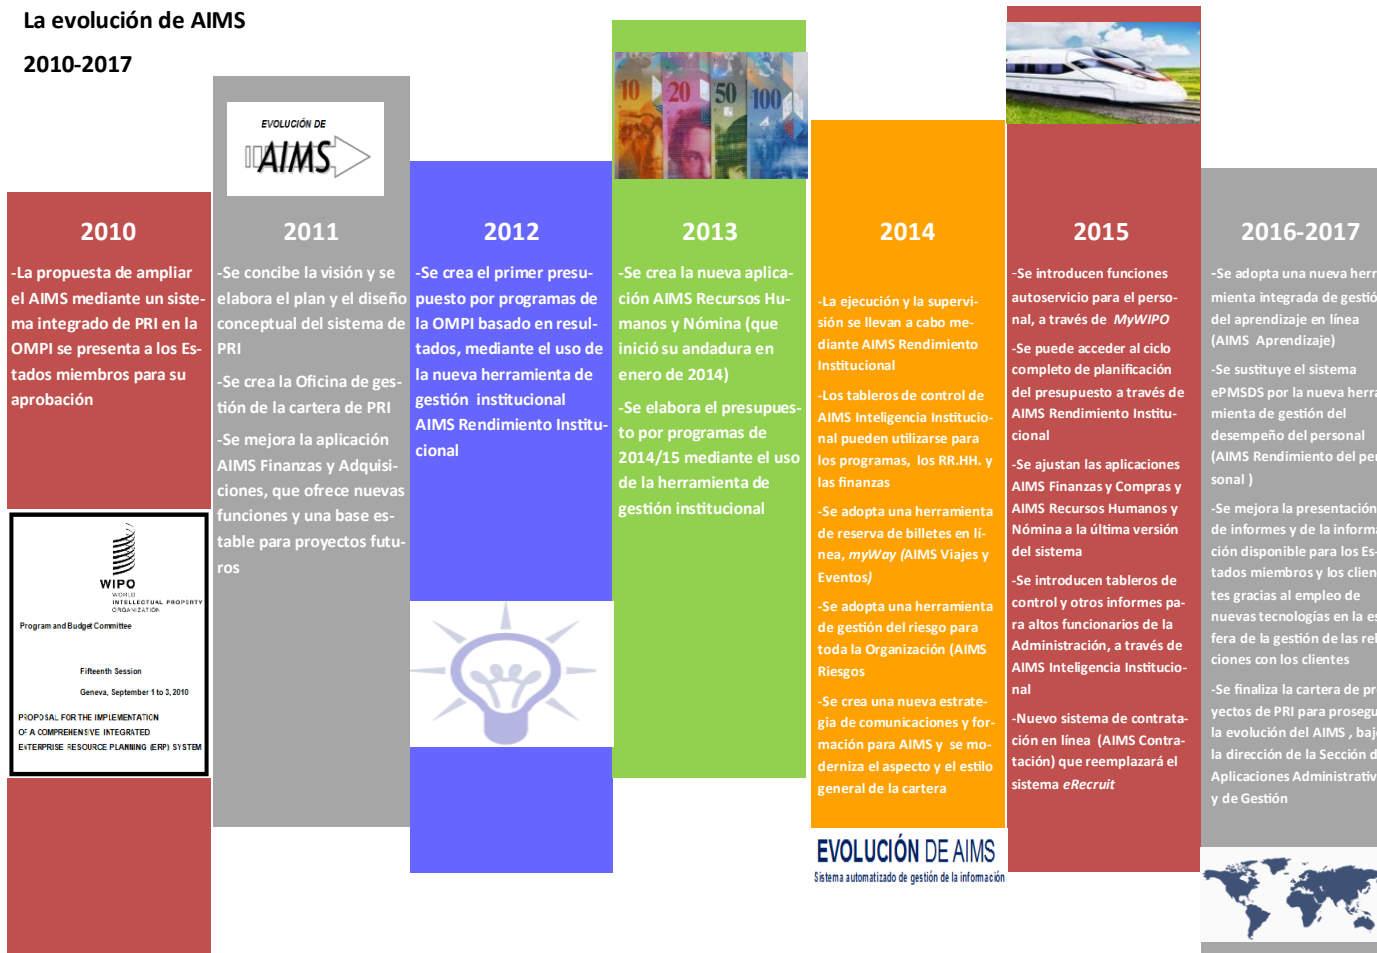 La evolución de AIMS
2010-2017
2010
-La propuesta de ampliar
el AIMS mediante un siste-
ma integrado de PRI en la
OMPI se presenta a los Es-
tados miembros para su
aprobación
WIPO
WORLD
INTELLECTUAL PROPERTY
ORGANIZATION
Program and Budget Committee
Fifteenth Session
Geneva, September 1 to 3, 2010
PROPOSAL FOR THE IMPLEMENTATION
OF A COMPREHENSIVE INTEGRATED
ENTERPRISE RESOURCE PLANNING (ERP) SYSTEM
EVOLUCIÓN DE
AIMS
2011
-Se concibe la visión y se
elabora el plan y el diseño
conceptual del sistema de
PRI
-Se crea la Oficina de ges-
tión de la cartera de PRI
-Se mejora la aplicación
AIMS Finanzas y Adquisi-
ciones, que ofrece nuevas
funciones y una base es-
table para proyectos futu-
ros
2012
-Se crea el primer presu-
puesto por programas de
la OMPI basado en resul-
tados, mediante el uso de
la nueva herramienta de
gestión institucional
AIMS Rendimiento Institu-
cional
10 20 50 100
2013
-Se crea la nueva aplica-
ción AIMS Recursos Hu-
manos y Nómina (que
inició su andadura en
enero de 2014)
-Se elabora el presupues-
to por programas de
2014/15 mediante el uso
de la herramienta de
gestión institucional
2014
-La ejecución y la supervi-
sión se llevan a cabo me-
diante AIMS Rendimiento
Institucional
-Los tableros de control de
AIMS Inteligencia Institucio-
nal pueden utilizarse para
los programas, los RR.HH. y
las finanzas
-Se adopta una herramienta
de reserva de billetes en lí-
nea, myWay (AIMS Viajes y
Eventos)
-Se adopta una herramienta
de gestión del riesgo para
toda la Organización (AIMS
Riesgos
-Se crea una nueva estrate-
gia de comunicaciones y for-
mación para AIMS y se mo-
derniza el aspecto y el estilo
general de la cartera
EVOLUCIÓN DE AIMS
Sistema automatizado de gestión de la información
2015
-Se introducen funciones
autoservicio para el perso-
nal, a través de MyWIPO
-Se puede acceder al ciclo
completo de planificación
del presupuesto a través de
AIMS Rendimiento Institu-
cional
-Se ajustan las aplicaciones
AIMS Finanzas y Compras y
AIMS Recursos Humanos y
Nómina a la última versión
del sistema
-Se introducen tableros de
control y otros informes pa-
ra altos funcionarios de la
Administración, a través de
AIMS Inteligencia Institucio-
nal
-Nuevo sistema de contrata-
ción en línea (AIMS Contra-
tación) que reemplazará el
sistema eRecruit
2016-2017
-Se adopta una nueva herra
mienta integrada de gestió
del aprendizaje en línea
(AIMS Aprendizaje)
-Se sustituye el sistema
ePMSDS por la nueva herra
mienta de gestión del
desempeño del personal
(AIMS Rendimiento del per
sonal )
-Se mejora la presentación
de informes y de la informa
ción disponible para los Es-
tados miembros y los clien
tes gracias al empleo de
nuevas tecnologías en la es
fera de la gestión de las rel
ciones con los clientes
-Se finaliza la cartera de pr
yectos de PRI para prosegu
la evolución del AIMS , baj
la dirección de la Sección d
Aplicaciones Administrativ
y de Gestión